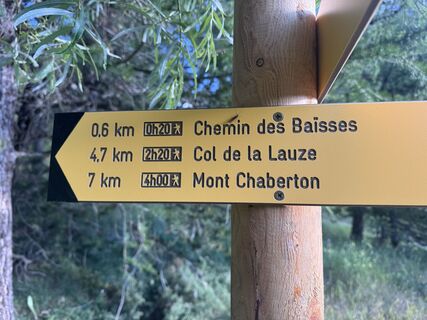 0,6 km 0h20 Chemin des Baïsses
4,7 km 2h20 Col de la Lauze
7 km 4h00 Mont Chaberton